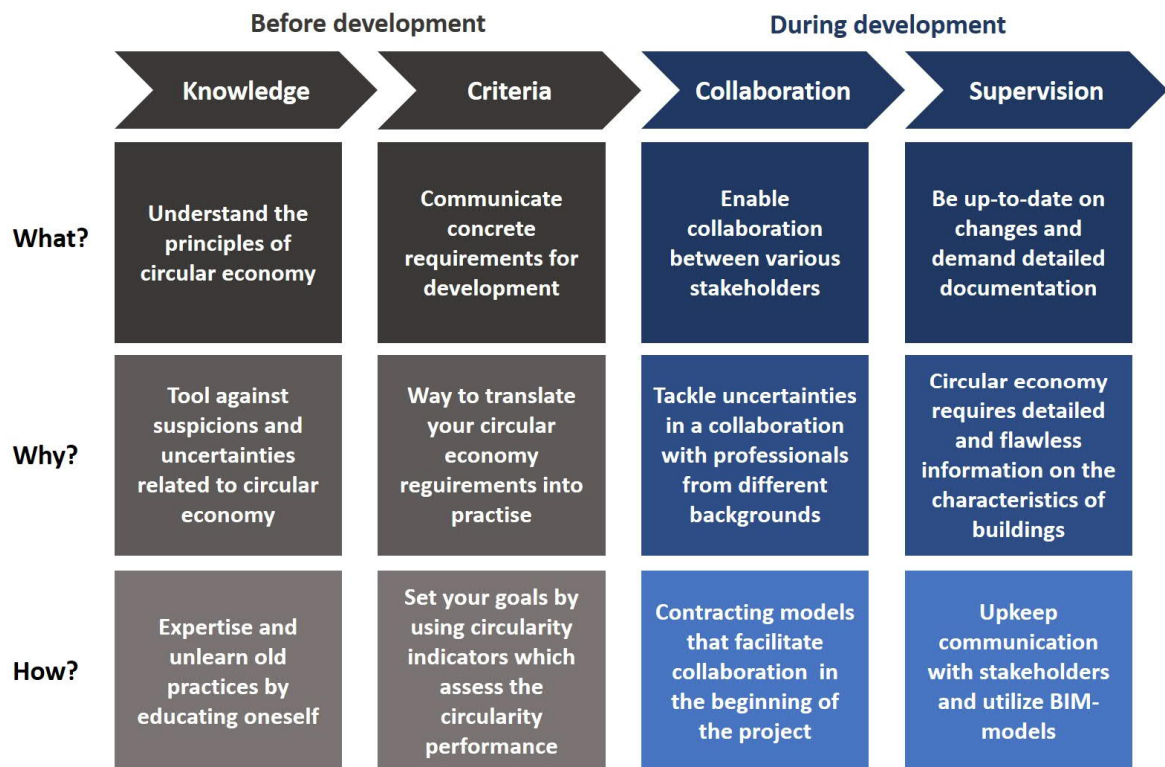 Before development
During development
Knowledge
Criteria
Collaboration
Supervision
What?
Understand the
principles of
circular economy
Communicate
concrete
requirements for
development
Enable
collaboration
between various
stakeholders
Be up-to-date on
changes and
demand detailed
documentation
Why?
Tool against
suspicions and
uncertainties
related to circular
economy
Way to translate
your circular
economy
reguirements into
practise
Tackle uncertainties
in a collaboration
with professionals
from different
backgrounds
Circular economy
requires detailed
and flawless
information on the
characteristics of
buildings
How?
Expertise and
unlearn old
practices by
educating oneself
Set your goals by
using circularity
indicators which
assess the
circularity
performance
Contracting models
that facilitate
collaboration in
the beginning of
the project
Upkeep
communication
with stakeholders
and utilize BIM-
models